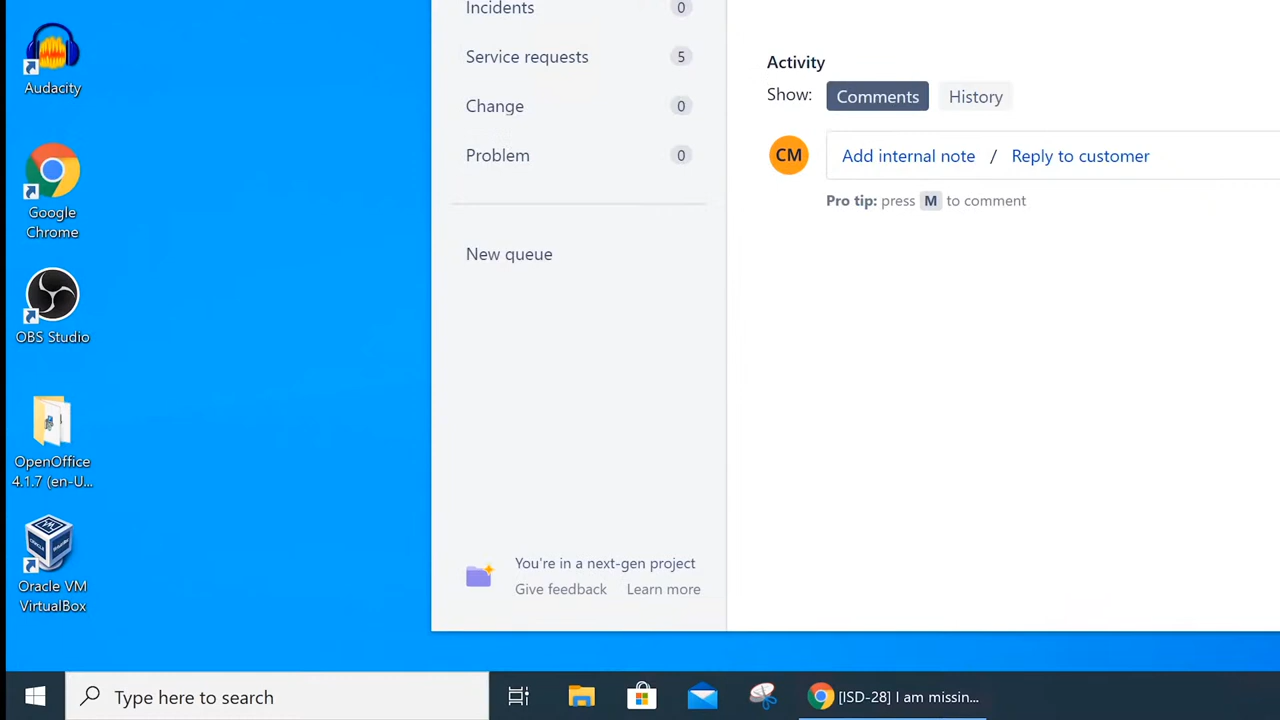 Audacity
Google
Chrome
OBS Studio
OpenOffice
4.1.7 (en-U...
Oracle VM
VirtualBox
Incidents 0
Service requests 5
Change 0
Problem 0
New queue
You're in a next-gen project
Give feedback Learn more
Activity
Show: Comments History
CM Add internal note / Reply to customer
Pro tip: press M to comment
Type here to search
[ISD-28] I am missin...